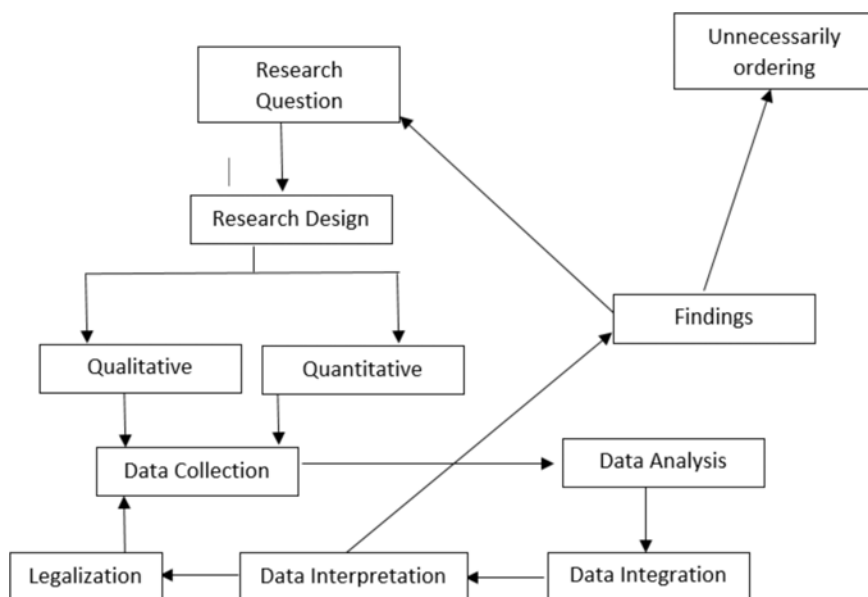 Research
Question
Unnecessarily
ordering
Research Design
Findings
Qualitative
Quantitative
Data Collection
Data Analysis
Legalization
Data Interpretation
Data Integration